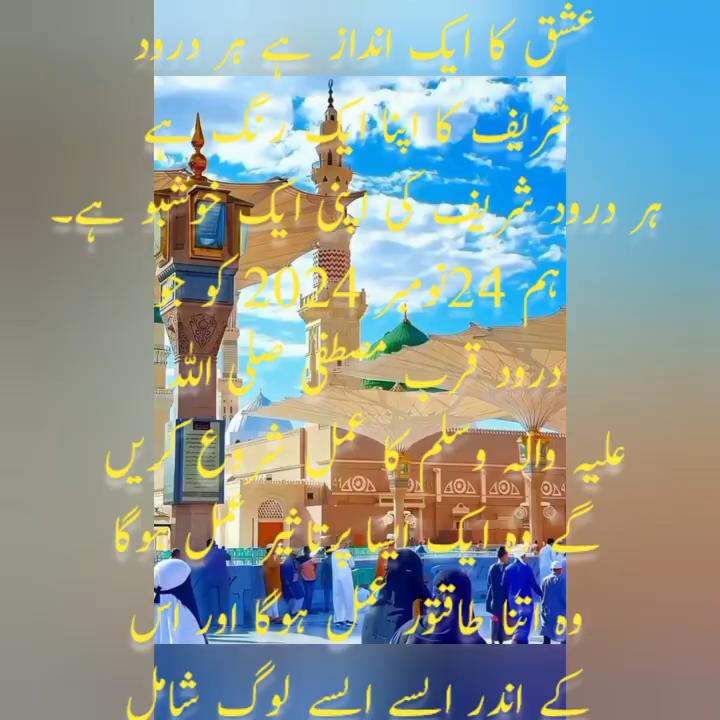 عشق کا ایک انداز ہے ہر درود
شریف کا اپنا ایک رنگ ہے
ہر درود شریف کی اپنی ایک خوشبو ہے۔
ہم 24نومبر 2024 کو جو
درود قرب مصطفی صلی اللہ
علیہ والہ وسلم کا عمل شروع کریں
گے وہ ایک ایسا پرتاثیر عمل ہوگا
وہ اتنا طاقتور عمل ہوگا اور اس
کے اندر ایسے ایسے لوگ شامل